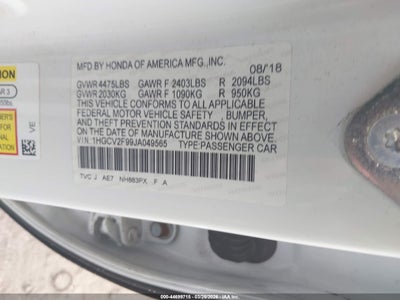 MFD BY HONDA OF AMERICA MFG.,INC.
08/18
GVWR 4475LBS GAWR F 2403LBS R 2094LBS
GVWR 2030KG GAWR F 1090KG R 950KG
THIS VEHICLE CONFORMS TO ALL APPLICABLE
FEDERAL MOTOR VEHICLE SAFETY, BUMPER,
AND THEFT PREVENTION STANDARDS IN EFFECT
ON THE DATE OF MANUFACTURE SHOWN ABOVE.
V.I.N.:1HGCV2F99JA049565 TYPE:PASSENGER CAR
TVC J AE7 NH883PX F A
VE